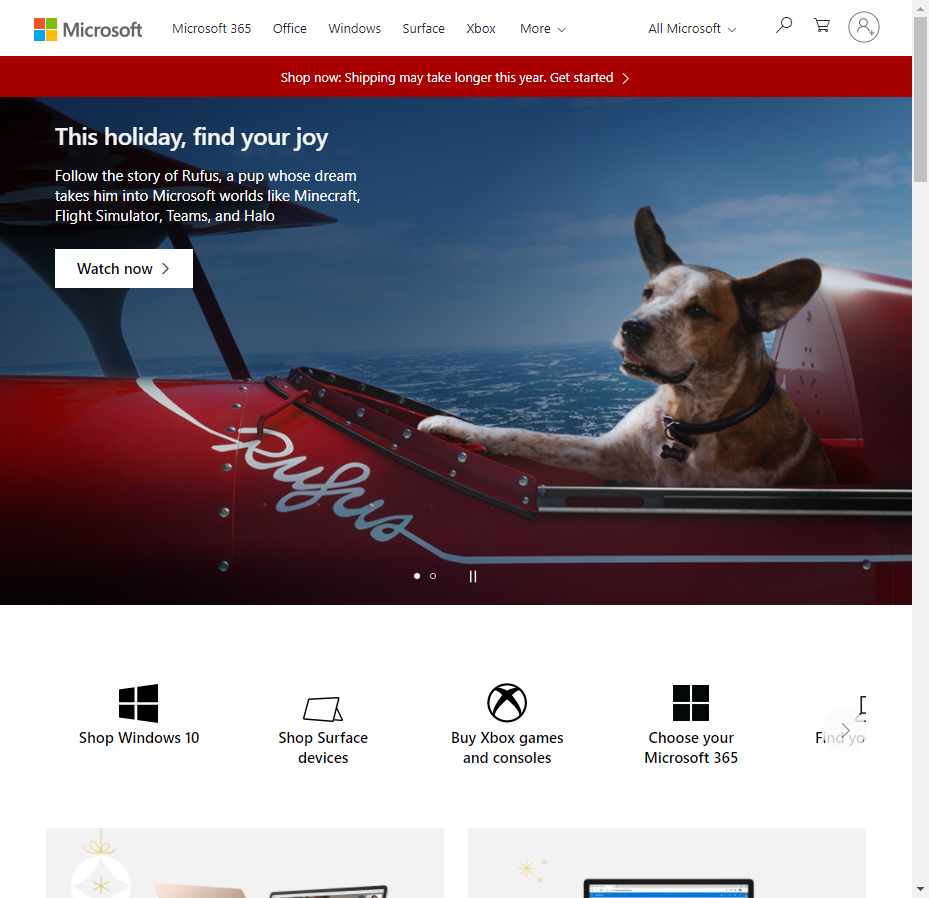 Microsoft
Microsoft 365
Office
Windows
Surface
Xbox
More
All Microsoft
Shop now: Shipping may take longer this year. Get started
This holiday, find your joy
Follow the story of Rufus, a pup whose dream
takes him into Microsoft worlds like Minecraft,
Flight Simulator, Teams, and Halo
Watch now
Rufus
Shop Windows 10
Shop Surface
devices
Buy Xbox games
and consoles
Choose your
Microsoft 365
Find